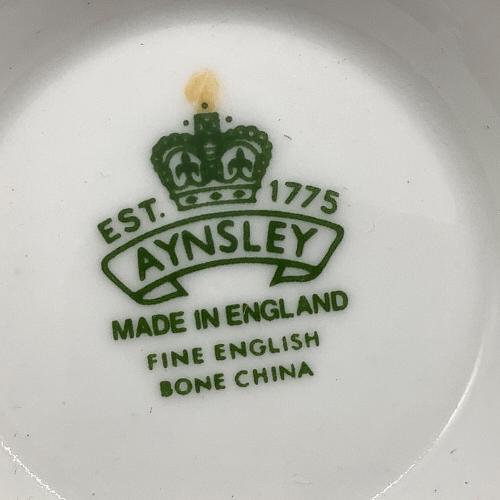 EST. 1775
AYNSLEY
MADE IN ENGLAND
FINE ENGLISH
BONE CHINA